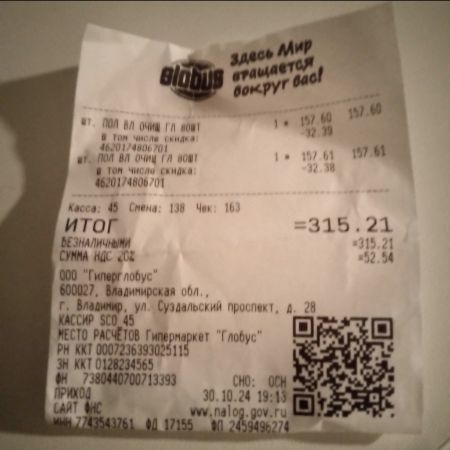 Globus
Здесь Мир
вращается
вокруг вас!
шт. ПОЛ ВЛ ОЧИЩ ГЛ 80ШТ 1 * 157.60 157.60
в том числе скидка: -32.39
4620174806701
шт. ПОЛ ВЛ ОЧИЩ ГЛ 80ШТ 1 * 157.61 157.61
в том числе скидка: -32.38
4620174806701
Касса: 45 Смена: 138 Чек: 163
ИТОГ =315.21
БЕЗНАЛИЧНЫМИ =315.21
СУММА НДС 20% =52.54
ООО "Гиперглобус"
600027, Владимирская обл.,
г. Владимир, ул. Суздальский проспект, д. 28
КАССИР SCO 45
МЕСТО РАСЧЁТОВ Гипермаркет "Глобус"
РН ККТ 0007236393025115
ЗН ККТ 0128234565
ФН 7380440700713393 СНО: ОСН
ПРИХОД 30.10.24 19:13
САЙТ ФНС www.nalog.gov.ru
ИНН 7743543761 ФД 17155 ФП 2459496274